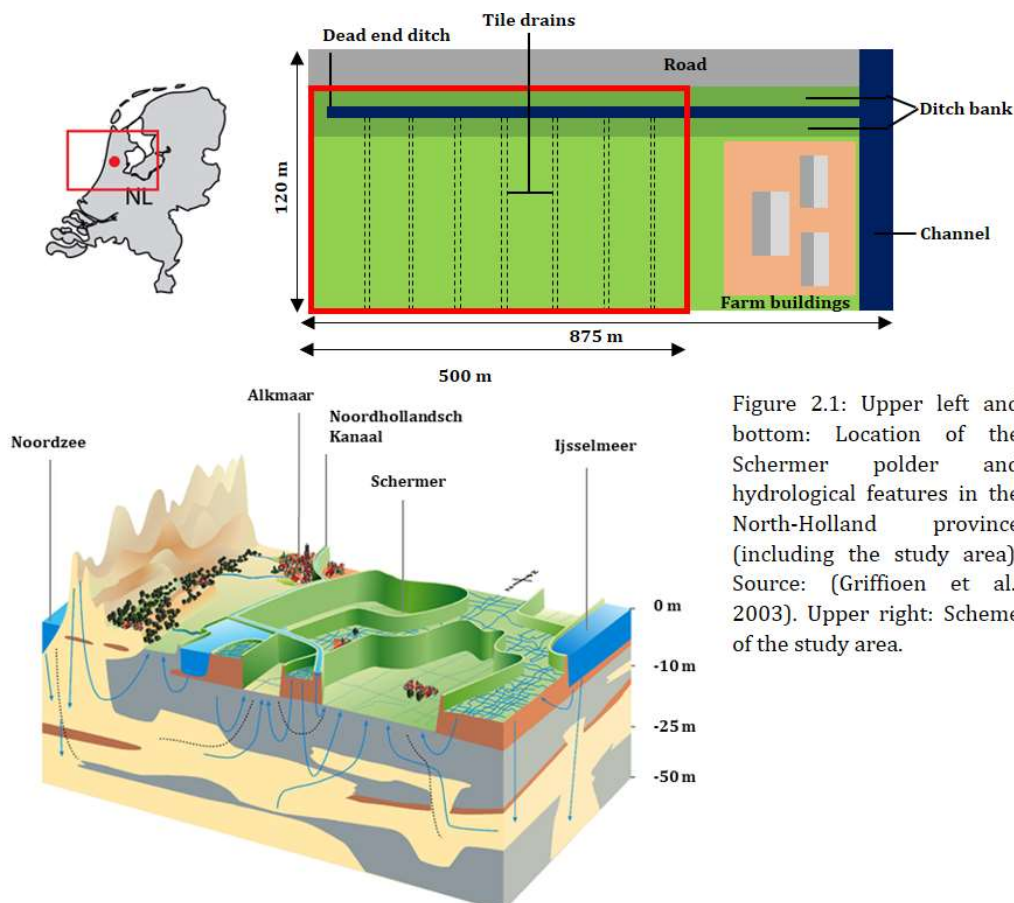 Tile drains
Dead end ditch
Road
Ditch bank
NL
120 m
Channel
Farm buildings
875 m
500 m
Alkmaar
Noordhollandsch
Kanaal
Noordzee
Schermer
Ijsselmeer
0 m
-10 m
-25 m
-50 m
Figure 2.1: Upper left and
bottom: Location of the
Schermer polder and
hydrological features in the
North-Holland province
(including the study area)
Source: (Griffioen et al.
2003). Upper right: Scheme
of the study area.